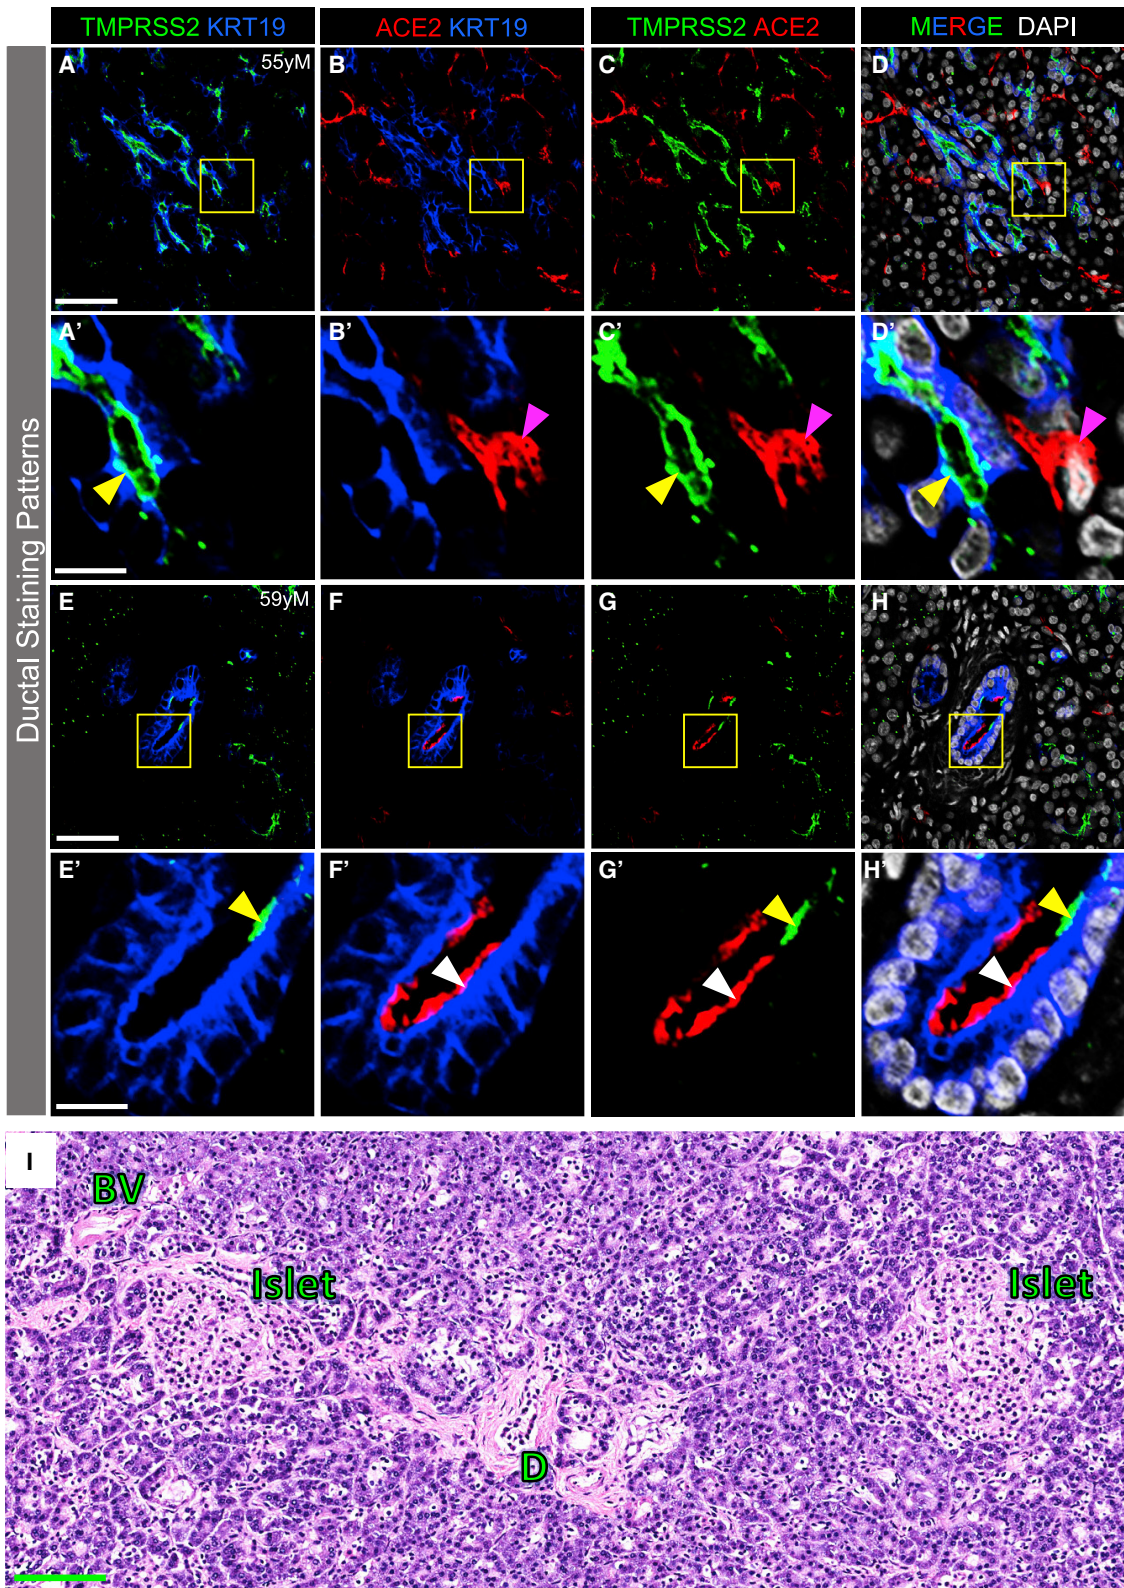 TMPRSS2 KRT19
ACE2 KRT19
TMPRSS2 ACE2
MERGE DAPI
Ductal Staining Patterns
A
55yM
B
C
D
A'
B'
C'
D'
E
59yM
F
G
H
E'
F'
G'
H'
I
BV
Islet
Islet
D